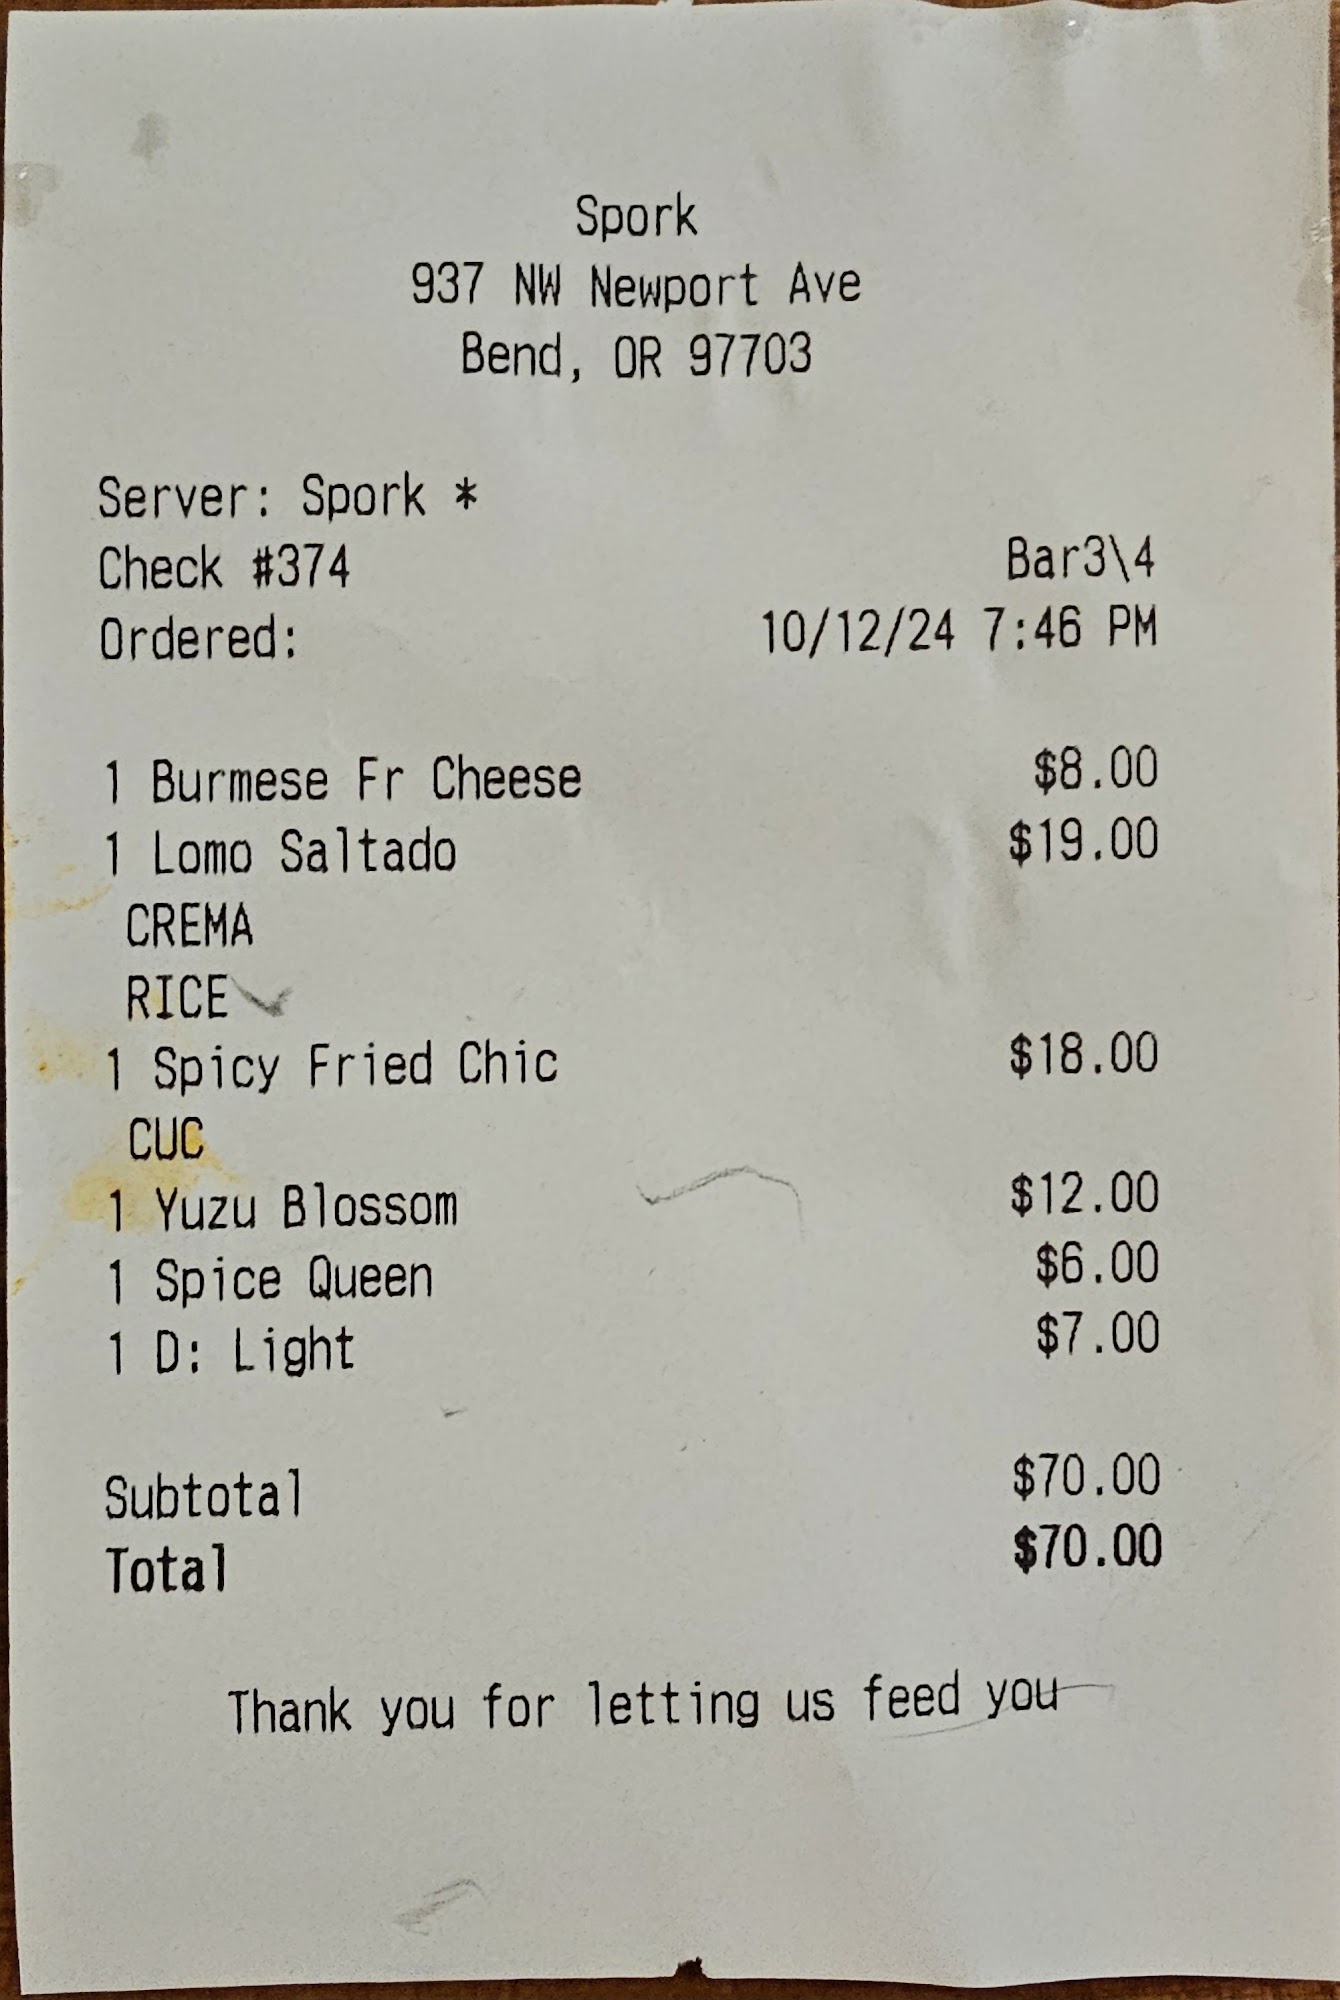 Spork
937 NW Newport Ave
Bend, OR 97703
Server: Spork *
Check #374 Bar3\4
Ordered: 10/12/24 7:46 PM
1 Burmese Fr Cheese $8.00
1 Lomo Saltado $19.00
CREMA
RICE
1 Spicy Fried Chic $18.00
CUC
1 Yuzu Blossom $12.00
1 Spice Queen $6.00
1 D: Light $7.00
Subtotal $70.00
Total $70.00
Thank you for letting us feed you